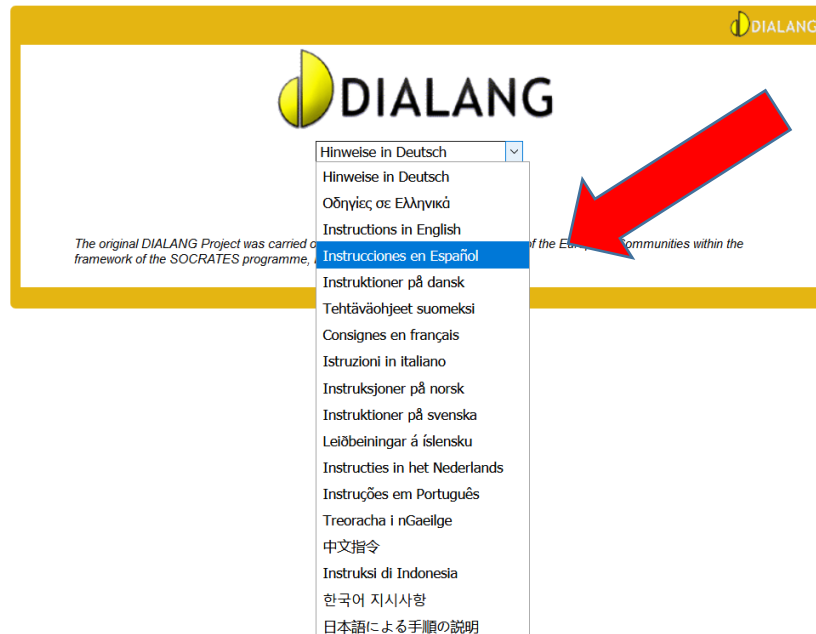 DIALANG
DIALANG
Hinweise in Deutsch
Hinweise in Deutsch
Οδηγίες σε Ελληνικά
Instructions in English
The original DIALANG Project was carried of the Communities within the
Instrucciones en Español
framework of the SOCRATES programme,
Instruktioner på dansk
Tehtäväohjeet suomeksi
Consignes en français
Istruzioni in italiano
Instruksjoner på norsk
Instruktioner på svenska
Leiðbeiningar á íslensku
Instructies in het Nederlands
Instruções em Português
Treoracha i nGaeilge
中文指令
Instruksi di Indonesia
한국어 지시사항
日本語による手順の説明